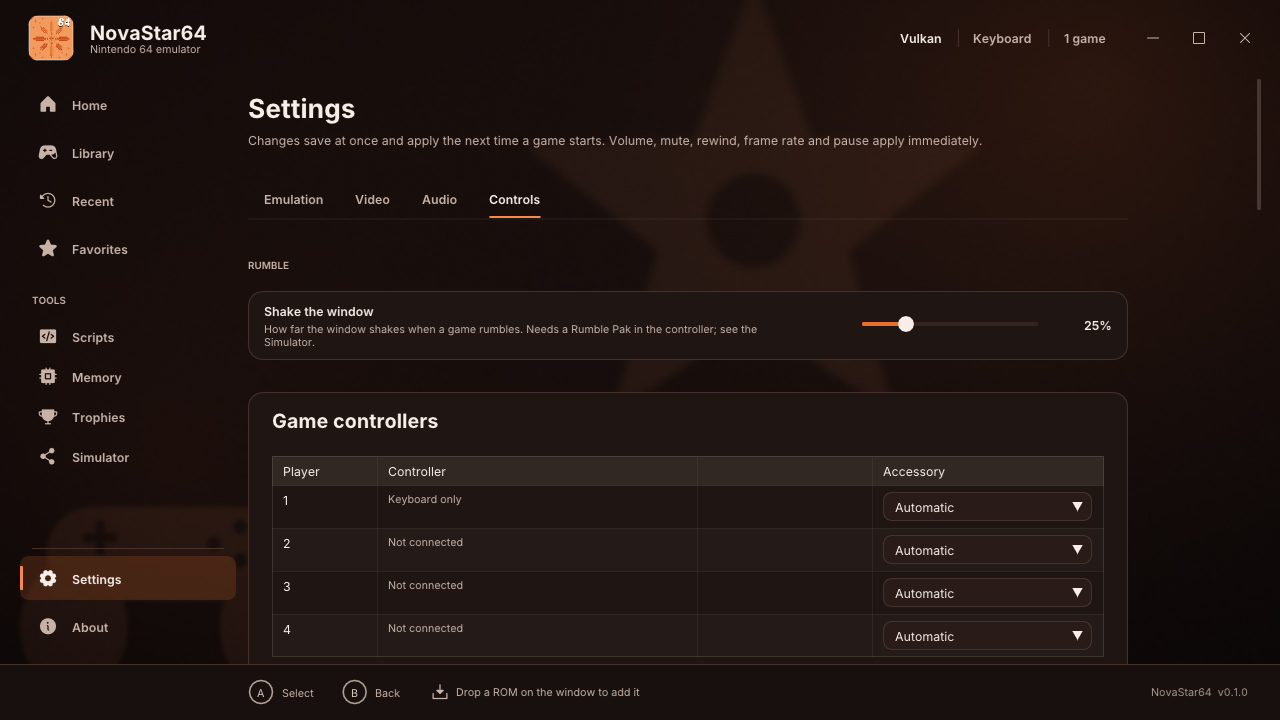 64
NovaStar64
Nintendo 64 emulator
Vulkan
Keyboard
1 game
Home
Library
Recent
Favorites
TOOLS
Scripts
Memory
Trophies
Simulator
Settings
About
Settings
Changes save at once and apply the next time a game starts. Volume, mute, rewind, frame rate and pause apply immediately.
Emulation
Video
Audio
Controls
RUMBLE
Shake the window
How far the window shakes when a game rumbles. Needs a Rumble Pak in the controller; see the
Simulator.
25%
Game controllers
Player
Controller
Accessory
1
Keyboard only
Automatic
2
Not connected
Automatic
3
Not connected
Automatic
4
Not connected
Automatic
A
Select
B
Back
Drop a ROM on the window to add it
NovaStar64 v0.1.0